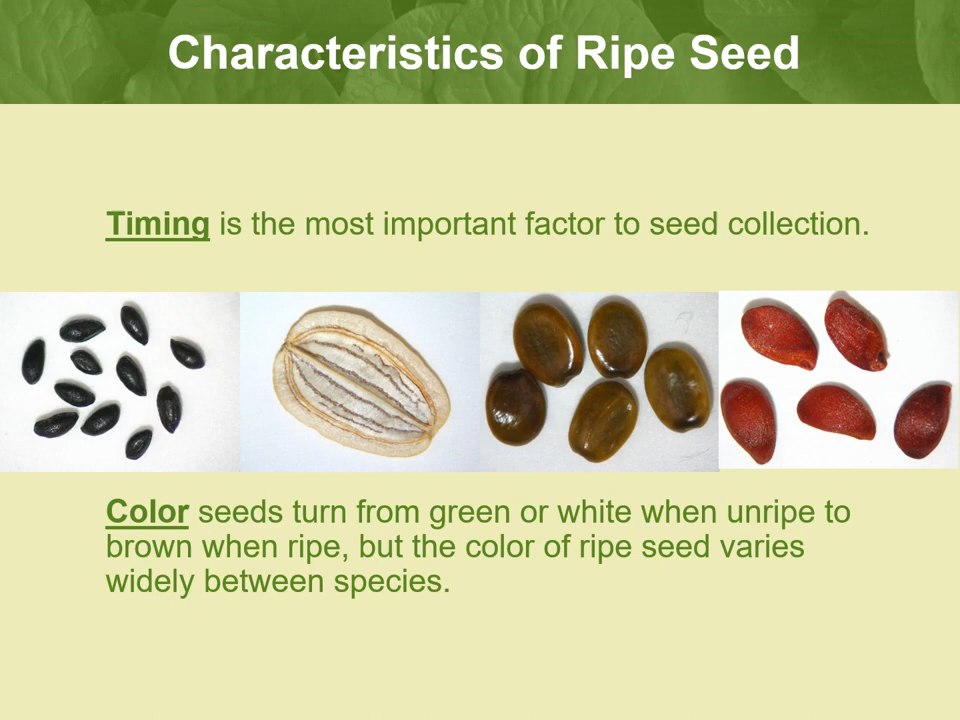 Characteristics of Ripe Seed
Timing is the most important factor to seed collection.
Color seeds turn from green or white when unripe to
brown when ripe, but the color of ripe seed varies
widely between species.